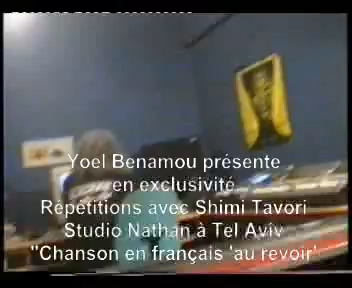 Yoel Benamou présente
en exclusivité
Répétitions avec Shimi Tavori
Studio Nathan à Tel Aviv
"Chanson en français 'au revoir'